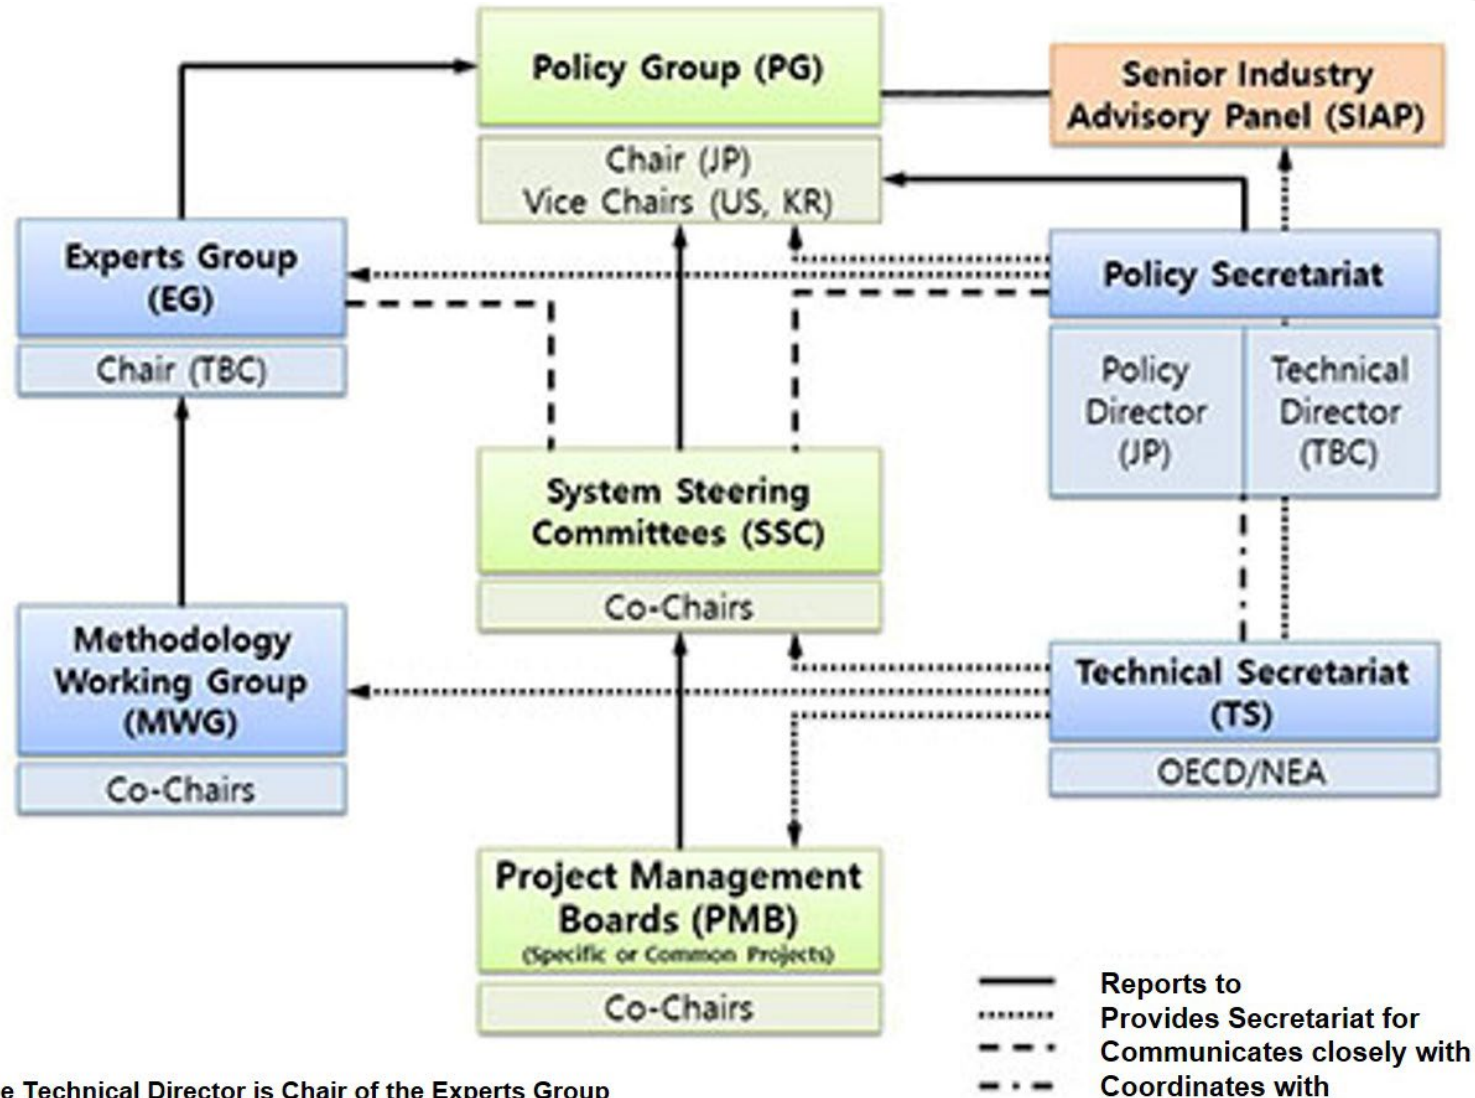 Policy Group (PG)
Chair (JP)
Vice Chairs (US, KR)
Senior Industry
Advisory Panel (SIAP)
Experts Group
(EG)
Chair (TBC)
Policy Secretariat
Policy
Director
(JP)
Technical
Director
(TBC)
System Steering
Committees (SSC)
Co-Chairs
Methodology
Working Group
(MWG)
Co-Chairs
Technical Secretariat
(TS)
OECD/NEA
Project Management
Boards (PMB)
(Specific or Common Projects)
Co-Chairs
Reports to
Provides Secretariat for
Communicates closely with
Coordinates with
e Technical Director is Chair of the Experts Group